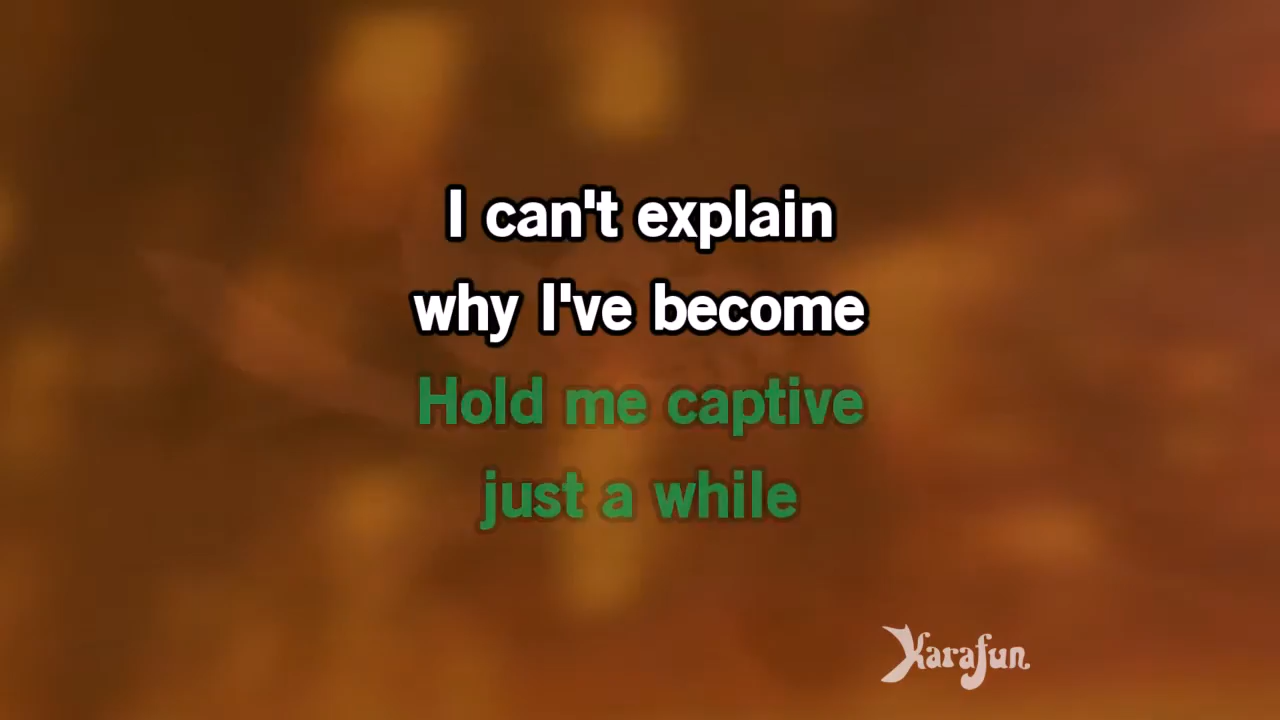 I can't explain
why I've become
Hold me captive
just a while
Karafun